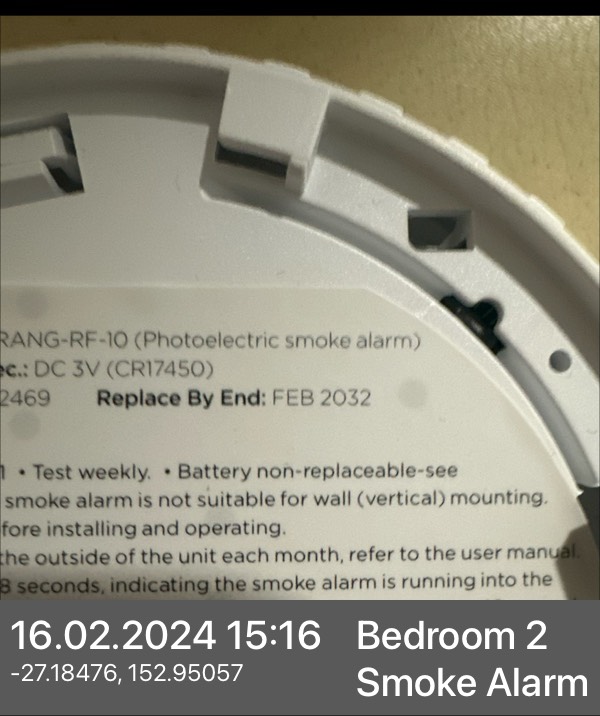 RANG-RF-10 (Photoelectric smoke alarm)
ec.: DC 3V (CR17450)
2469 Replace By End: FEB 2032
1 • Test weekly. • Battery non-replaceable-see
smoke alarm is not suitable for wall (vertical) mounting.
fore installing and operating.
the outside of the unit each month, refer to the user manual.
8 seconds, indicating the smoke alarm is running into the
16.02.2024 15:16
-27.18476, 152.95057
Bedroom 2
Smoke Alarm